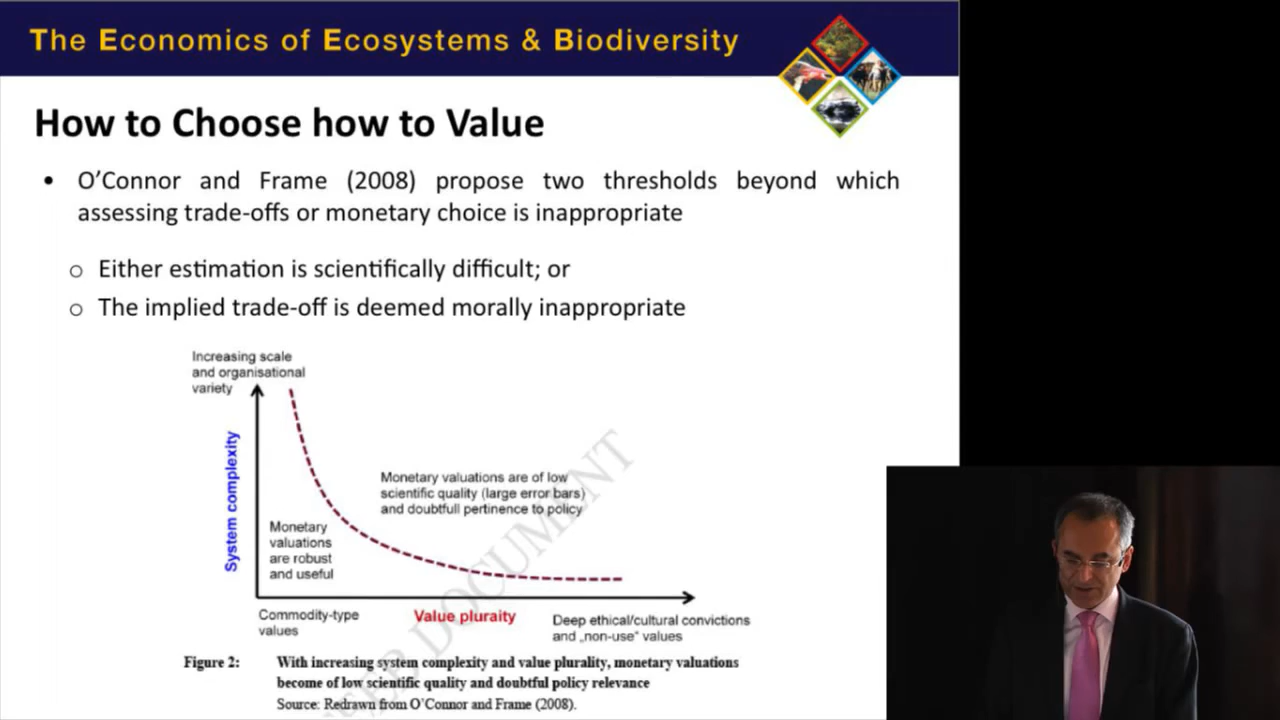 The Economics of Ecosystems & Biodiversity
How to Choose how to Value
• O'Connor and Frame (2008) propose two thresholds beyond which
assessing trade-offs or monetary choice is inappropriate
o Either estimation is scientifically difficult; or
o The implied trade-off is deemed morally inappropriate
Increasing scale
and organisational
variety
System complexity
Monetary valuations are of low
scientific quality (large error bars)
and doubtfull pertinence to policy
Monetary
valuations
are robust
and useful
Commodity-type
values
Value pluraity
Deep ethical/cultural convictions
and „non-use" values
Figure 2: With increasing system complexity and value plurality, monetary valuations
become of low scientific quality and doubtful policy relevance
Source: Redrawn from O'Connor and Frame (2008).
DOCUMENT